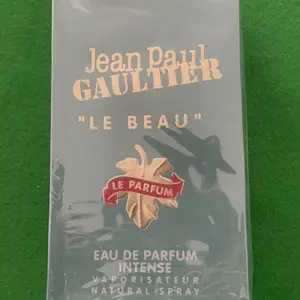 Jean Paul
GAULTIER
"LE BEAU"
LE PARFUM
EAU DE PARFUM
INTENSE
VAPORISATEUR
NATURAL SPRAY